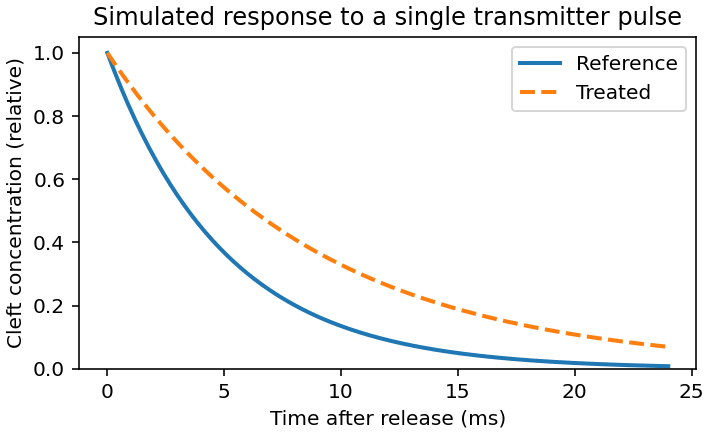 Simulated response to a single transmitter pulse
Cleft concentration (relative)
1.0
0.8
0.6
0.4
0.2
0.0
Reference
Treated
0 5 10 15 20 25
Time after release (ms)